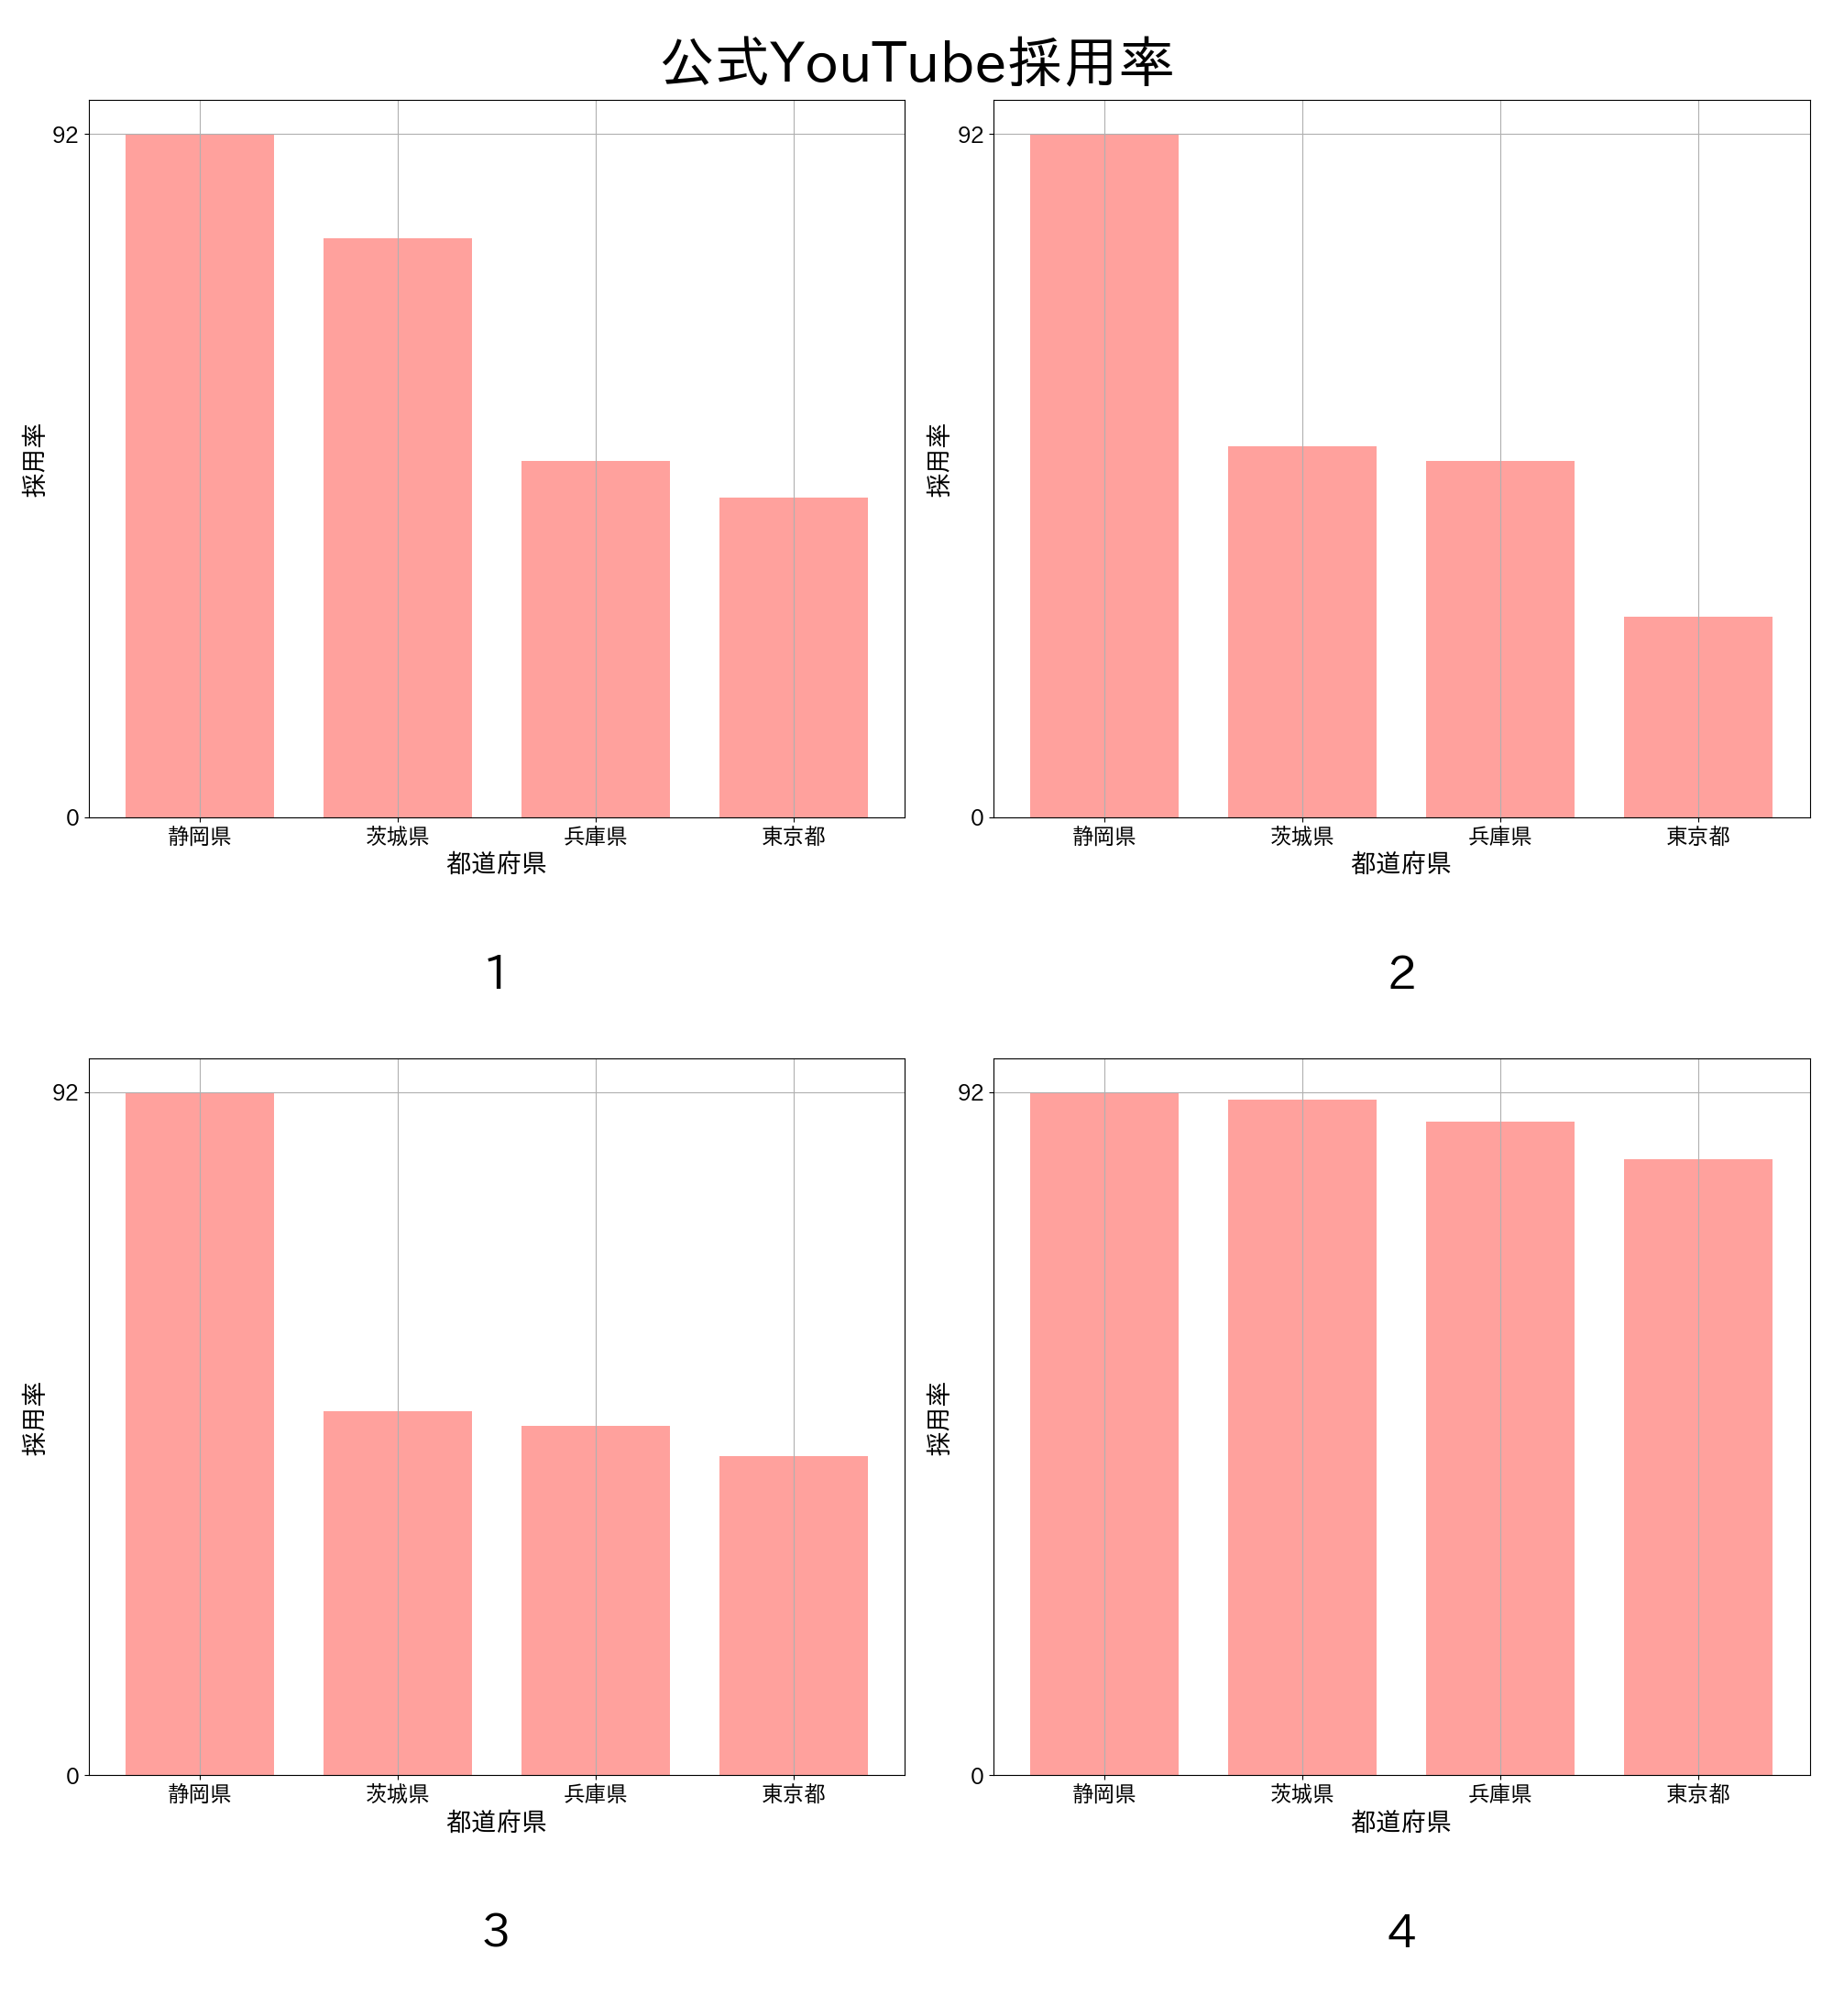 公式YouTube採用率
92
0
採用率
静岡県 茨城県 兵庫県 東京都
都道府県
1
92
0
採用率
静岡県 茨城県 兵庫県 東京都
都道府県
2
92
0
採用率
静岡県 茨城県 兵庫県 東京都
都道府県
3
92
0
採用率
静岡県 茨城県 兵庫県 東京都
都道府県
4